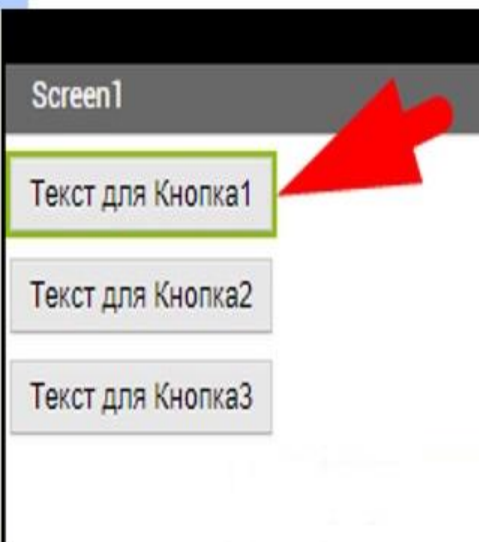 Screen1
Текст для Кнопка1
Текст для Кнопка2
Текст для Кнопка3